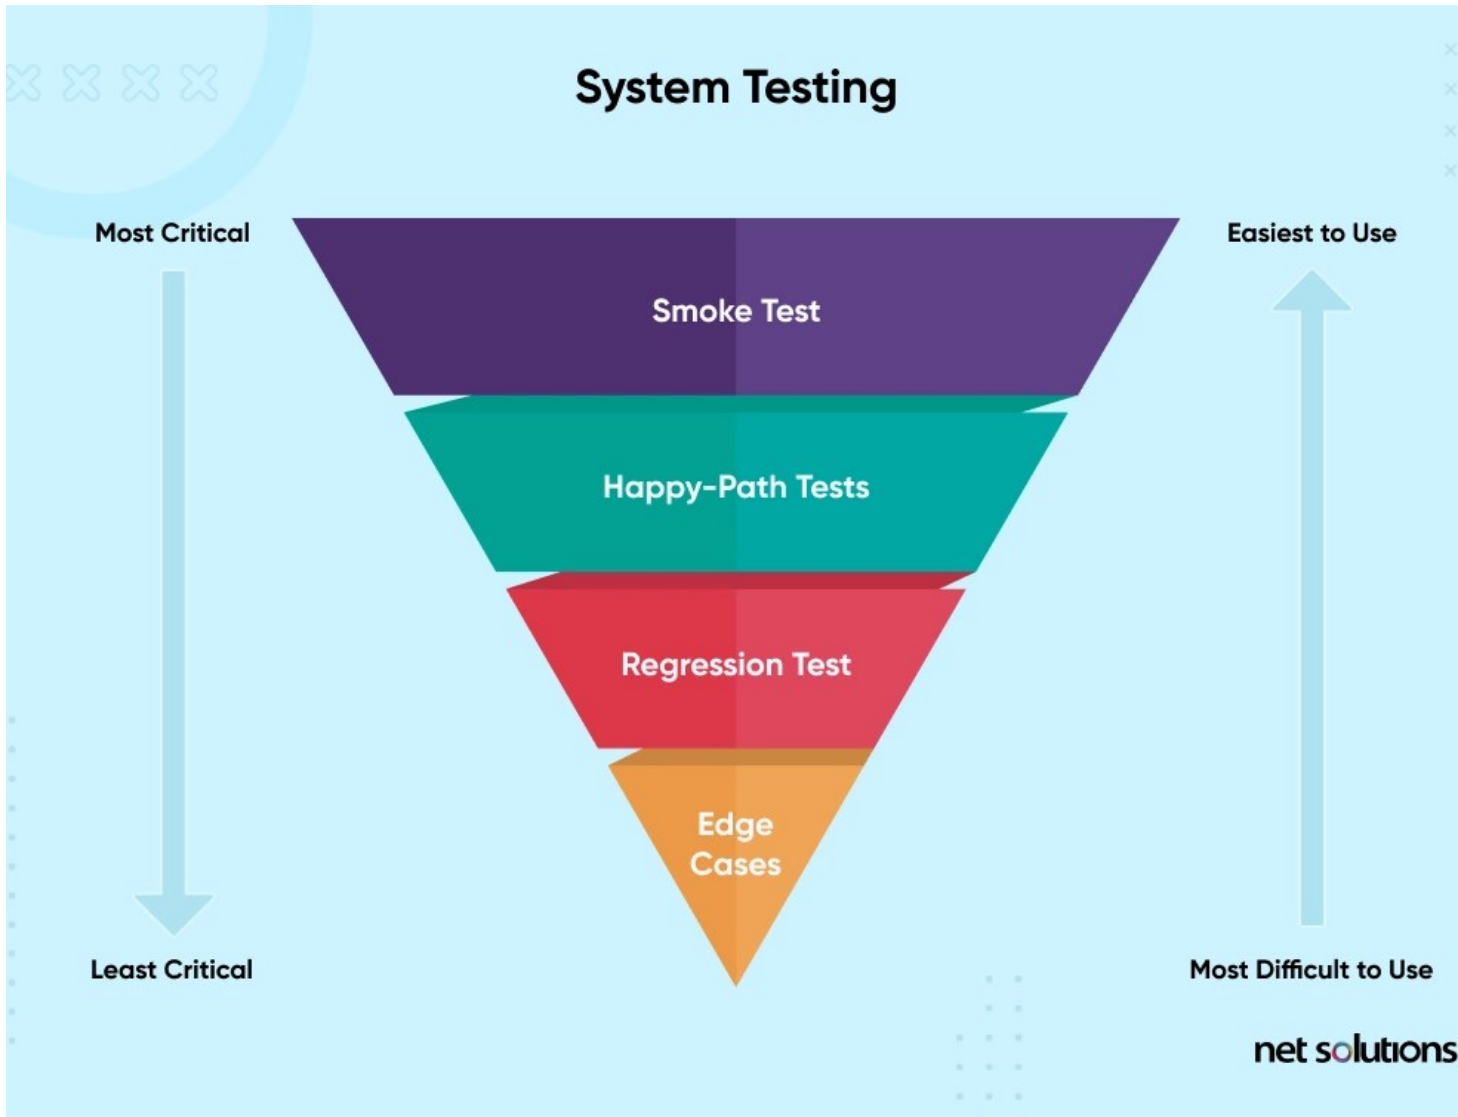 System Testing
Most Critical
Easiest to Use
Smoke Test
Happy-Path Tests
Regression Test
Edge
Cases
Least Critical
Most Difficult to Use
net solutions